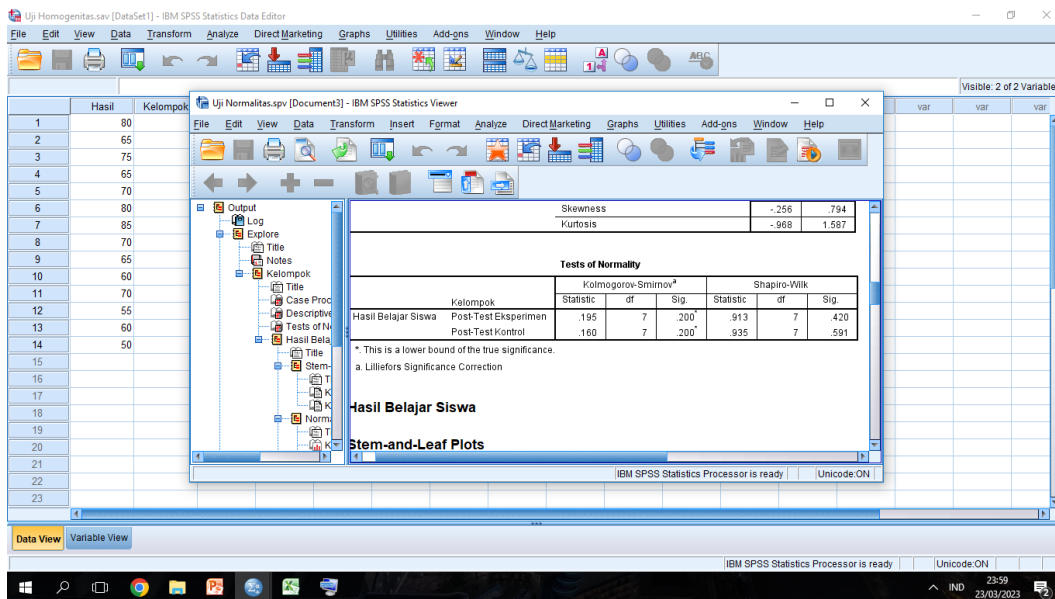 Uji Homogenitas.sav [DataSet1] - IBM SPSS Statistics Data Editor
File Edit View Data Transform Analyze Direct Marketing Graphs Utilities Add-ons Window Help
Visible: 2 of 2 Variable
Hasil Kelompok var var var
1 80
2 65
3 75
4 65
5 70
6 80
7 85
8 70
9 65
10 60
11 70
12 55
13 60
14 50
15
16
17
18
19
20
21
22
23
Uji Normalitas.spv [Document3] - IBM SPSS Statistics Viewer
File Edit View Data Transform Insert Format Analyze Direct Marketing Graphs Utilities Add-ons Window Help
Output
Log
Explore
Title
Notes
Kelompok
Title
Case Proc
Descriptive
Tests of N
Hasil Bela
Title
Stem-
T
K
K
Norma
T
K
Skewness -.256 .794
Kurtosis -.968 1.587
Tests of Normality
Kolmogorov-Smirnovᵃ Shapiro-Wilk
Kelompok Statistic df Sig. Statistic df Sig.
Hasil Belajar Siswa Post-Test Eksperimen .195 7 .200* .913 7 .420
Post-Test Kontrol .160 7 .200* .935 7 .591
*. This is a lower bound of the true significance.
a. Lilliefors Significance Correction
Hasil Belajar Siswa
Stem-and-Leaf Plots
IBM SPSS Statistics Processor is ready Unicode:ON
Data View Variable View
IBM SPSS Statistics Processor is ready Unicode:ON
IND 23:59
23/03/2023